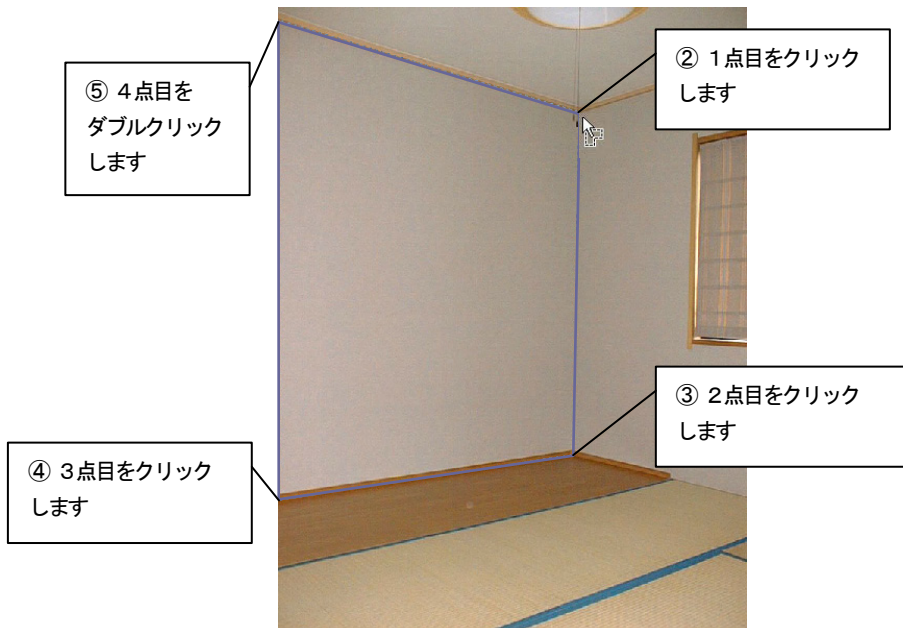 ② 1点目をクリック
します
③ 2点目をクリック
します
④ 3点目をクリック
します
⑤ 4点目を
ダブルクリック
します